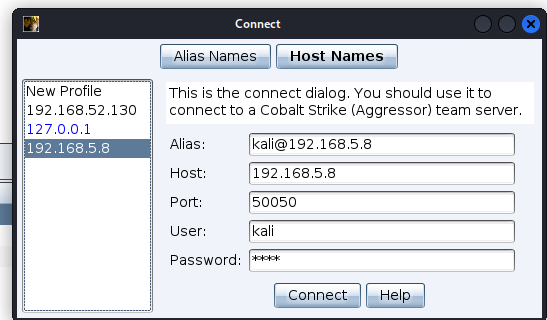 Connect
Alias Names Host Names
New Profile
192.168.52.130
127.0.0.1
192.168.5.8
This is the connect dialog. You should use it to
connect to a Cobalt Strike (Aggressor) team server.
Alias: kali@192.168.5.8
Host: 192.168.5.8
Port: 50050
User: kali
Password: ****
Connect Help